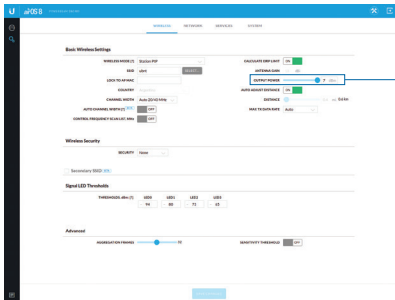 U airOS 8
WIRELESS NETWORK SERVICES SYSTEM
Basic Wireless Settings
WIRELESS MODE [?] Station PtP
SSID ubnt SELECT...
LOCK TO AP MAC
COUNTRY
CHANNEL WIDTH Auto 20/40 MHz
AUTO CHANNEL WIDTH [?] OFF
CONTROL FREQUENCY SCAN LIST, MHz OFF
CALCULATE EIRP LIMIT ON
ANTENNA GAIN dBi
OUTPUT POWER 7 dBm
AUTO ADJUST DISTANCE ON
DISTANCE
MAX TX DATA RATE Auto
Wireless Security
SECURITY None
Secondary SSID
Signal LED Thresholds
THRESHOLDS, dBm [?] LED1 LED2 LED3
- 94 - 80 - 73 - 65
Advanced
AGGREGATION FRAMES
SENSITIVITY THRESHOLD OFF